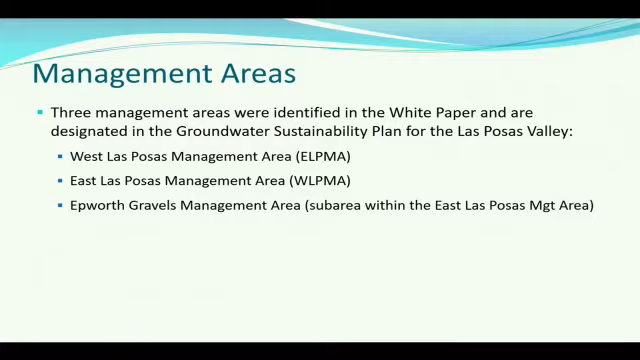 Management Areas
Three management areas were identified in the White Paper and are
designated in the Groundwater Sustainability Plan for the Las Posas Valley:
West Las Posas Management Area (ELPMA)
East Las Posas Management Area (WLPMA)
Epworth Gravels Management Area (subarea within the East Las Posas Mgt Area)